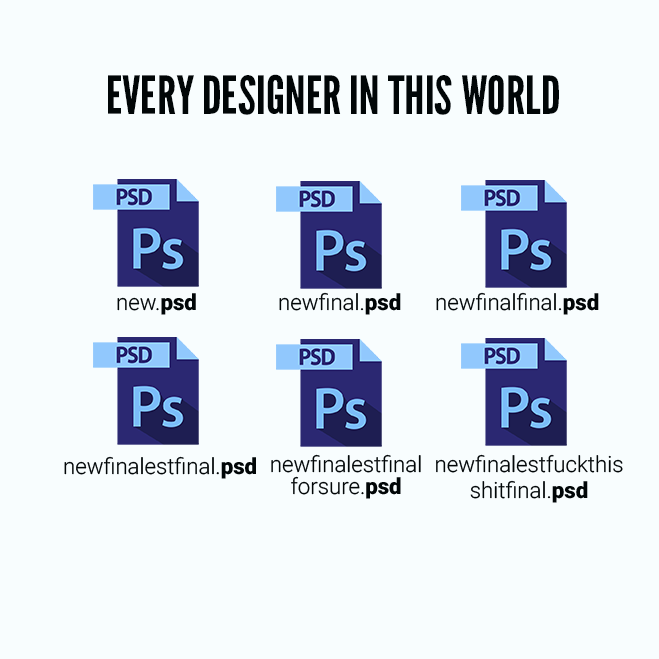 EVERY DESIGNER IN THIS WORLD
PSD
Ps
new.psd
PSD
Ps
newfinal.psd
PSD
Ps
newfinalfinal.psd
PSD
Ps
newfinalestfinal.psd
PSD
Ps
newfinalestfinal
forsure.psd
PSD
Ps
newfinalestfuckthis
shitfinal.psd